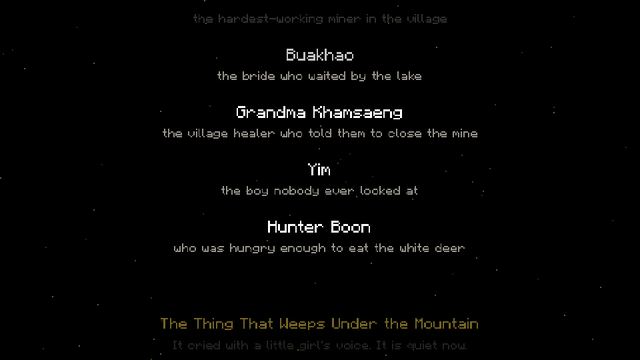 the hardest-working miner in the village
Buakhao
the bride who waited by the lake
Grandma Khamsaeng
the village healer who told them to close the mine
Yim
the boy nobody ever looked at
Hunter Boon
who was hungry enough to eat the white deer
The Thing That Weeps Under the Mountain
It cried with a little girl's voice. It is quiet now.